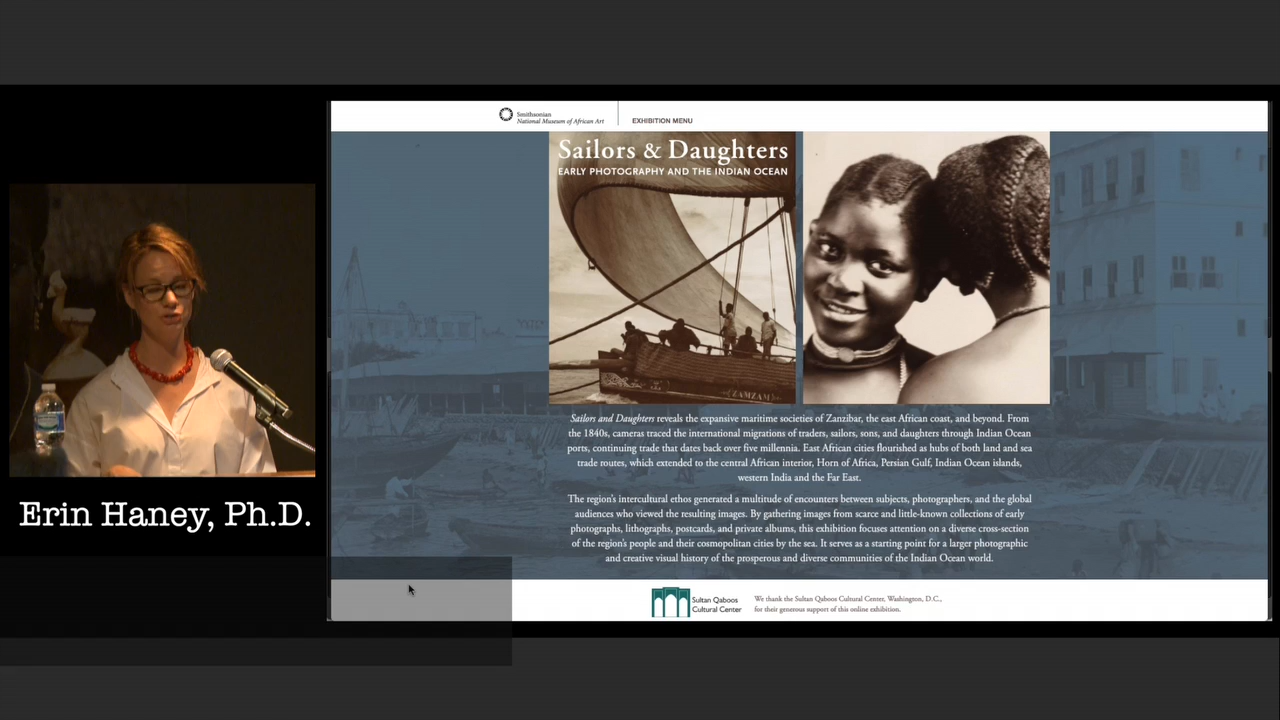 Smithsonian
National Museum of African Art
EXHIBITION MENU
Sailors & Daughters
EARLY PHOTOGRAPHY AND THE INDIAN OCEAN
ZAMZAM
Sailors and Daughters reveals the expansive maritime societies of Zanzibar, the east African coast, and beyond. From
the 1840s, cameras traced the international migrations of traders, sailors, sons, and daughters through Indian Ocean
ports, continuing trade that dates back over five millennia. East African cities flourished as hubs of both land and sea
trade routes, which extended to the central African interior, Horn of Africa, Persian Gulf, Indian Ocean islands,
western India and the Far East.
The region's intercultural ethos generated a multitude of encounters between subjects, photographers, and the global
audiences who viewed the resulting images. By gathering images from scarce and little-known collections of early
photographs, lithographs, postcards, and private albums, this exhibition focuses attention on a diverse cross-section
of the region's people and their cosmopolitan cities by the sea. It serves as a starting point for a larger photographic
and creative visual history of the prosperous and diverse communities of the Indian Ocean world.
Erin Haney, Ph.D.
Sultan Qaboos
Cultural Center
We thank the Sultan Qaboos Cultural Center, Washington, D.C.,
for their generous support of this online exhibition.